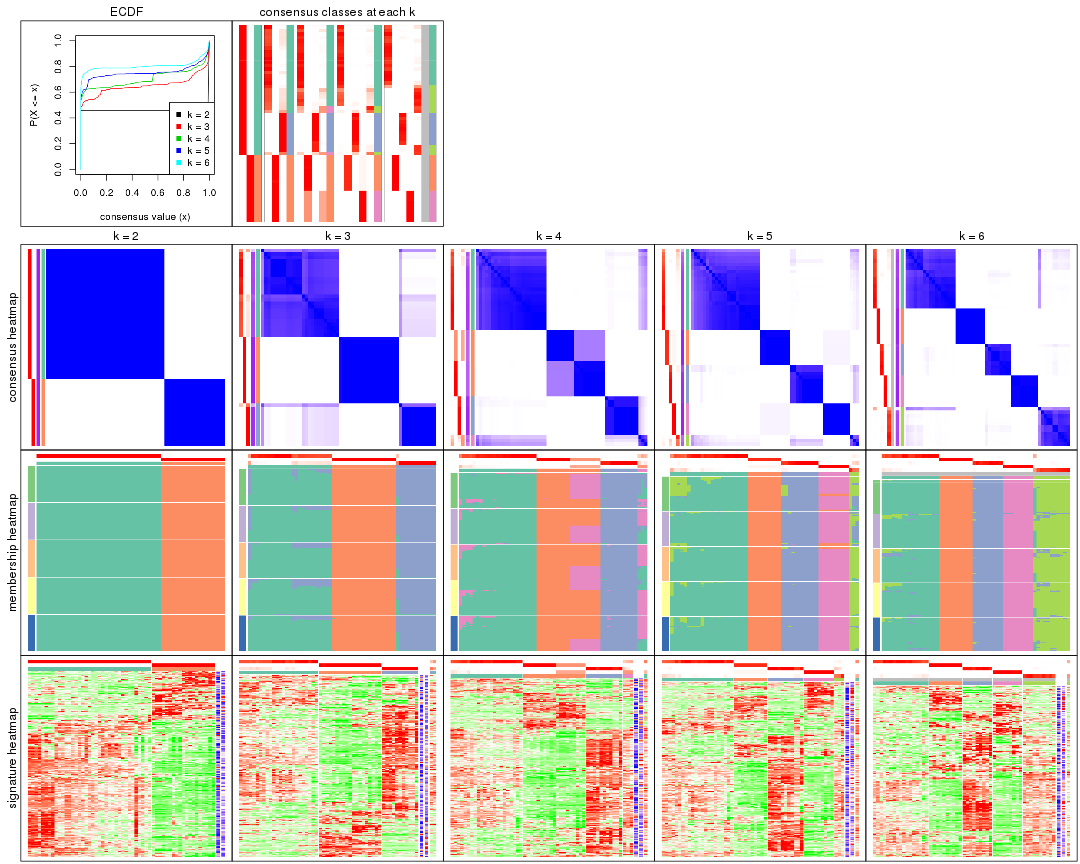 ECDF
consensus classes at each k
P(X <= x)
0.0 0.2 0.4 0.6 0.8 1.0
k = 2
k = 3
k = 4
k = 5
k = 6
0.0 0.2 0.4 0.6 0.8 1.0
consensus value (x)
k = 2
k = 3
k = 4
k = 5
k = 6
consensus heatmap
membership heatmap
signature heatmap